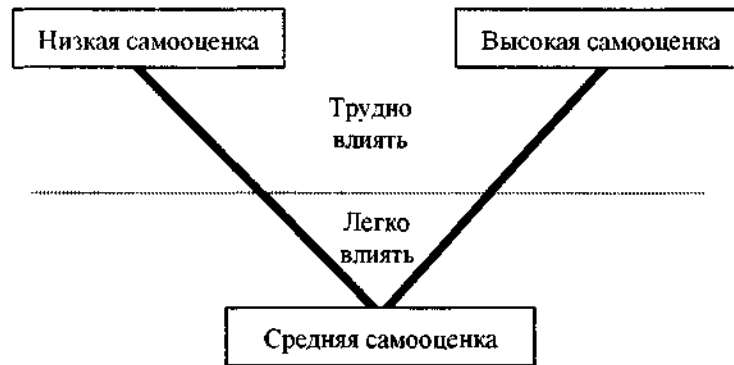 Низкая самооценка
Высокая самооценка
Трудно
влиять
Легко
влиять
Средняя самооценка